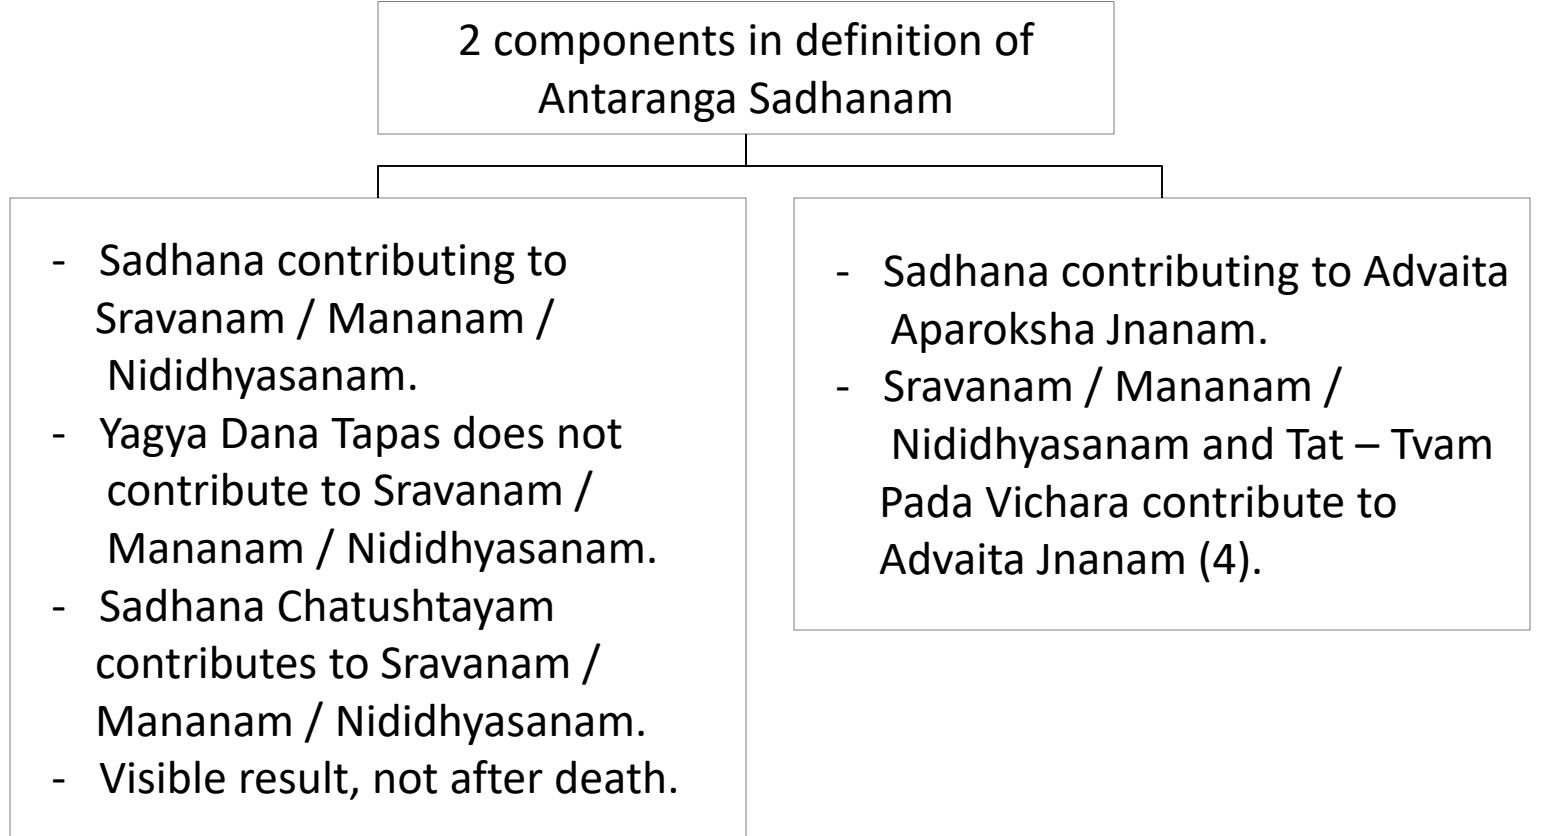 2 components in definition of
Antaranga Sadhanam
- Sadhana contributing to
Sravanam / Mananam /
Nididhyasanam.
- Yagya Dana Tapas does not
contribute to Sravanam /
Mananam / Nididhyasanam.
- Sadhana Chatushtayam
contributes to Sravanam /
Mananam / Nididhyasanam.
- Visible result, not after death.
- Sadhana contributing to Advaita
Aparoksha Jnanam.
- Sravanam / Mananam /
Nididhyasanam and Tat – Tvam
Pada Vichara contribute to
Advaita Jnanam (4).